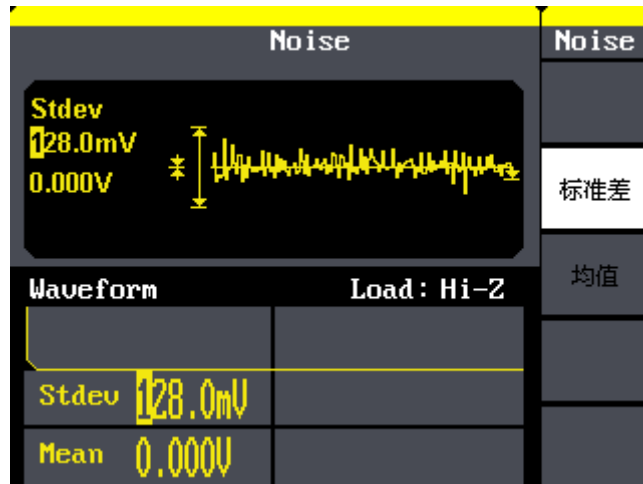 Noise
Noise
Stdev
128.0mV
0.000V
标准差
均值
Waveform
Load: Hi-Z
Stdev 128.0mV
Mean 0.000V